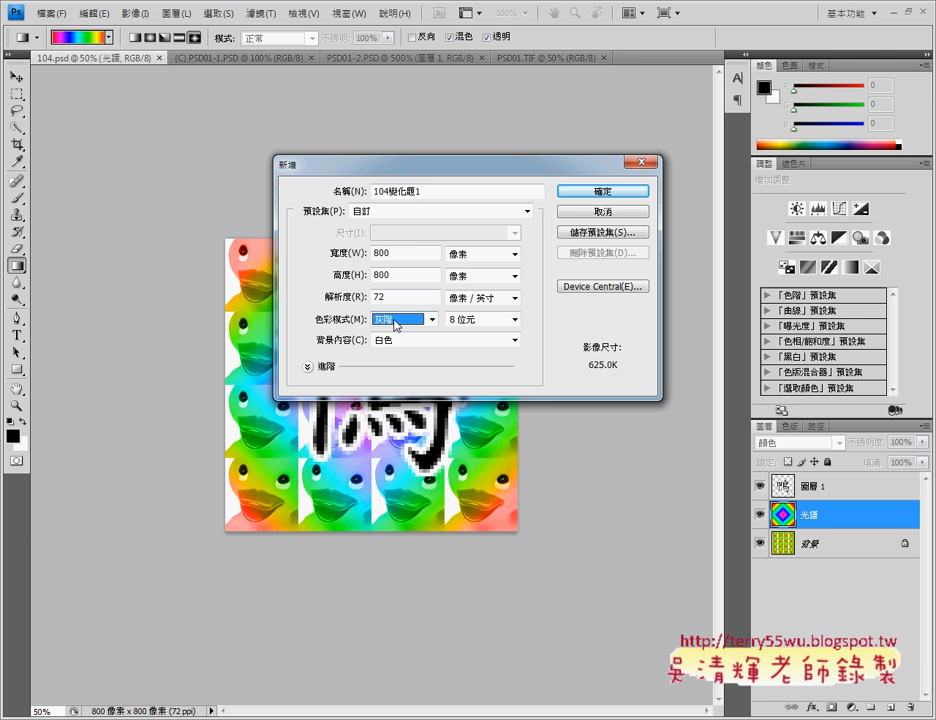 Ps 檔案(F) 編輯(E) 影像(I) 圖層(L) 選取(S) 濾鏡(T) 檢視(V) 視窗(W) 說明(H) 100% 基本功能
模式: 正常 不透明: 100% 反向 混色 透明
104.psd @ 50% (光譜, RGB/8) (C) PSD01-1.PSD @ 100% (RGB/8) PSD01-2.PSD @ 500% (圖層 1, RGB/8) PSD01.TIF @ 50% (RGB/8)
新增
名稱(N): 104變化題1 確定
預設集(P): 自訂 取消
尺寸(I): 儲存預設集(S)...
寬度(W): 800 像素 刪除預設集(D)...
高度(H): 800 像素
Device Central(E)...
解析度(R): 72 像素 / 英寸
色彩模式(M): 灰階 8 位元
背景內容(C): 白色
影像尺寸:
625.0K
進階
鳴
顏色 色票 樣式
R 0
G 0
B 0
調整 遮色片
增加調整
「色階」預設集
「曲線」預設集
「曝光度」預設集
「色相/飽和度」預設集
「黑白」預設集
「色版混合器」預設集
「選取顏色」預設集
圖層 色版 路徑
顏色 不透明度: 100%
鎖定: 填滿: 100%
圖層 1
光譜
背景
http://terry55wu.blogspot.tw
吳清輝老師錄製
50% 800 像素 x 800 像素 (72 ppi)